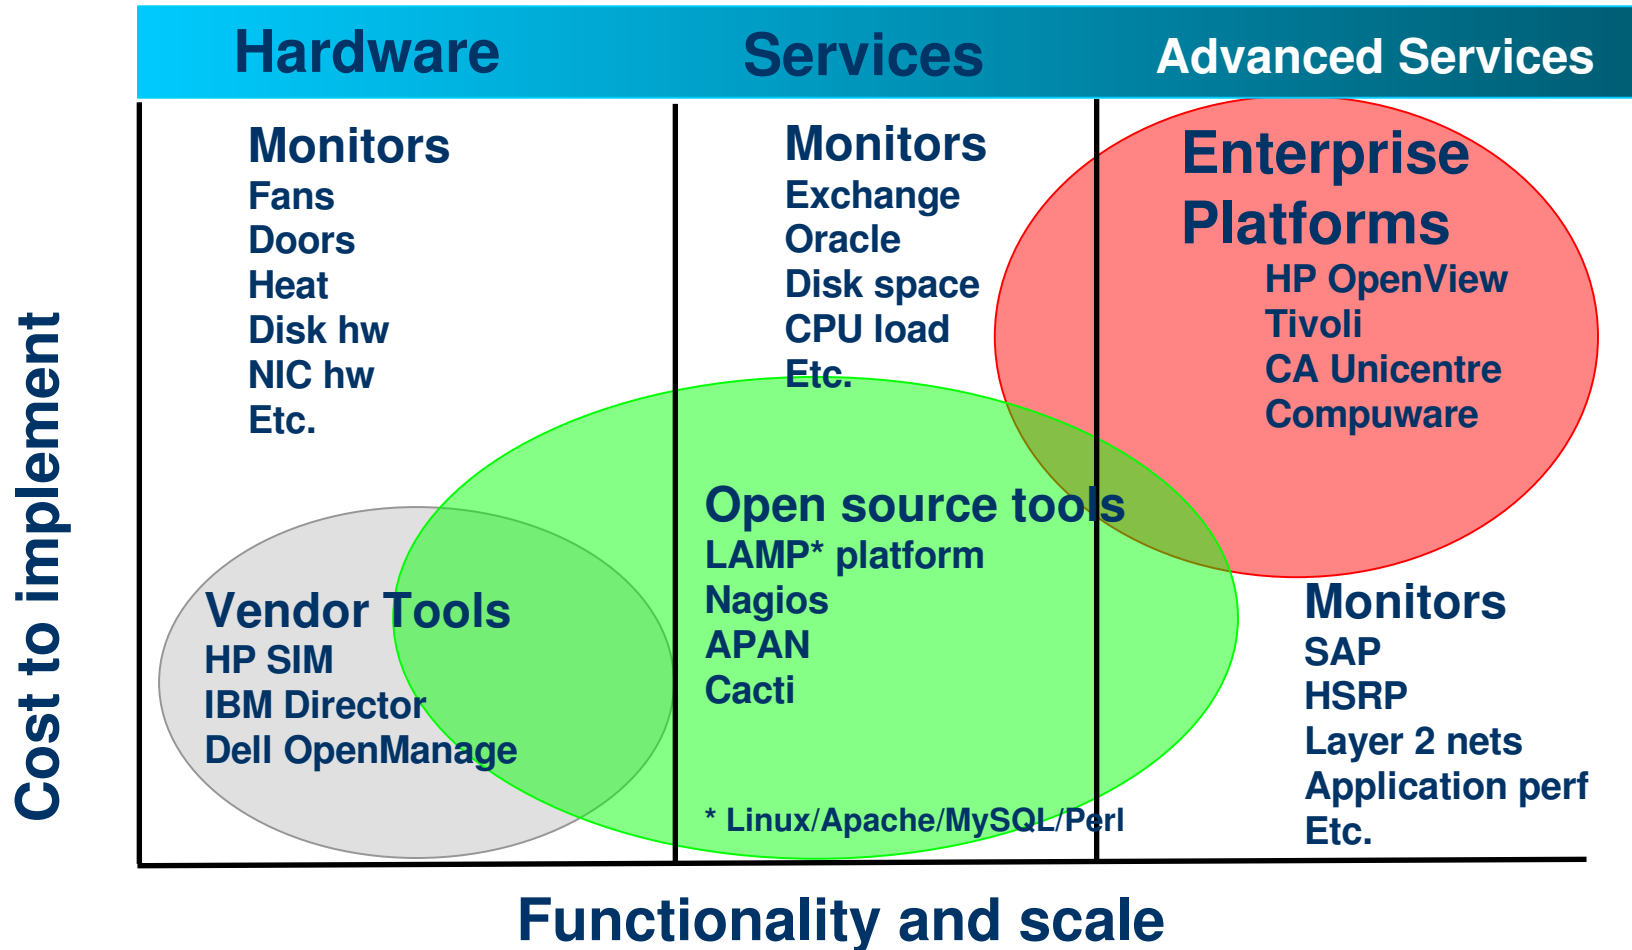 Hardware
Services
Advanced Services
Monitors
Fans
Doors
Heat
Disk hw
NIC hw
Etc.
Monitors
Exchange
Oracle
Disk space
CPU load
Etc.
Enterprise
Platforms
HP OpenView
Tivoli
CA Unicentre
Compuware
Cost to implement
Vendor Tools
HP SIM
IBM Director
Dell OpenManage
Open source tools
LAMP* platform
Nagios
APAN
Cacti
* Linux/Apache/MySQL/Perl
Monitors
SAP
HSRP
Layer 2 nets
Application perf
Etc.
Functionality and scale